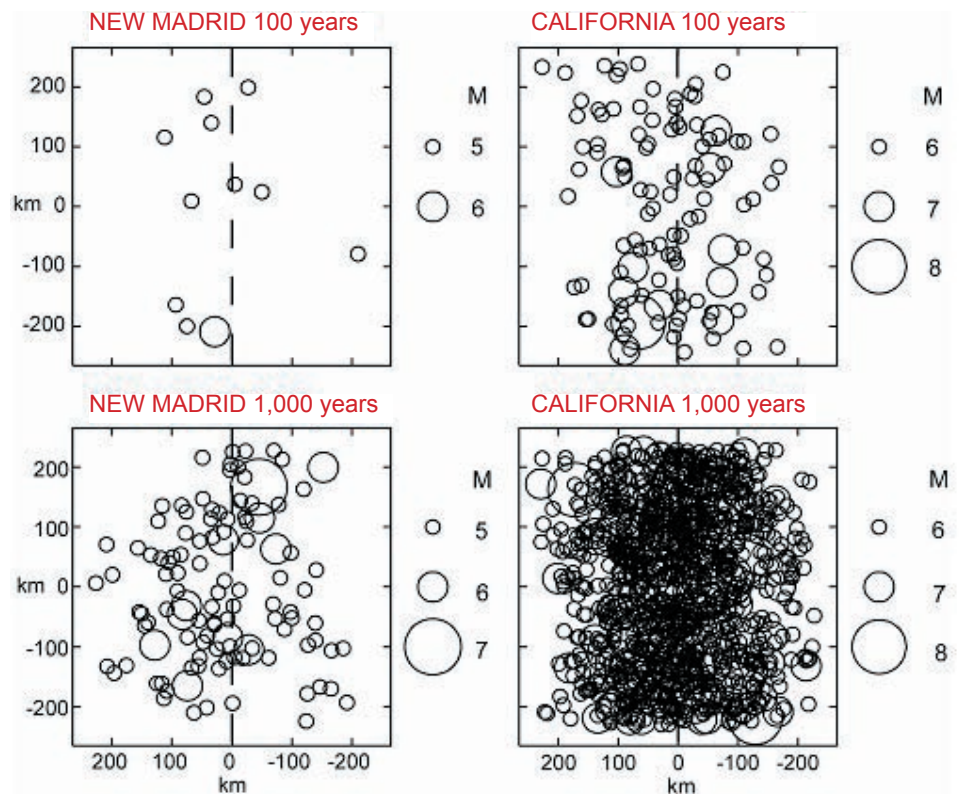 NEW MADRID 100 years
200
100
km 0
-100
-200
M
5
6
CALIFORNIA 100 years
M
6
7
8
NEW MADRID 1,000 years
200
100
km 0
-100
-200
200 100 0 -100 -200
km
M
5
6
7
CALIFORNIA 1,000 years
200 100 0 -100 -200
km
M
6
7
8